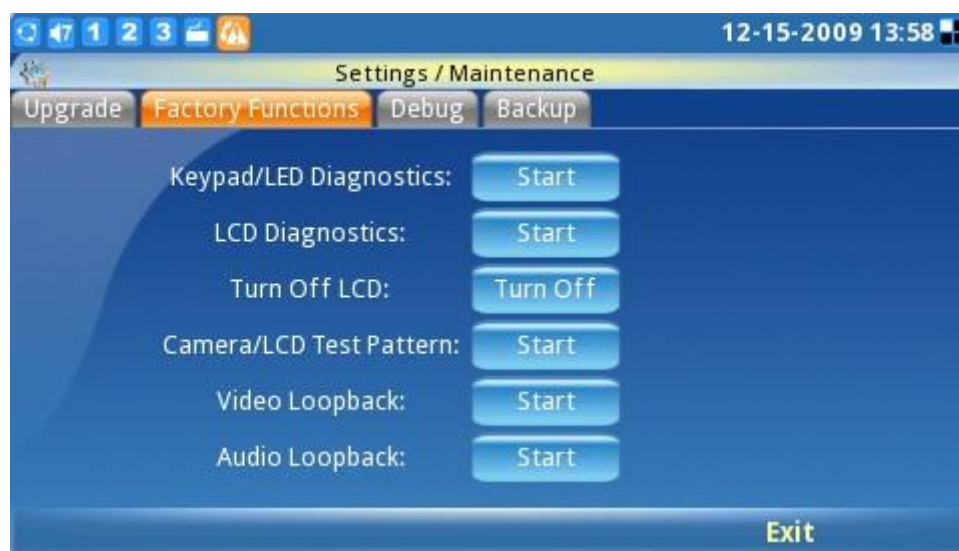 47 1 2 3 12-15-2009 13:58
Settings / Maintenance
Upgrade Factory Functions Debug Backup
Keypad/LED Diagnostics: Start
LCD Diagnostics: Start
Turn Off LCD: Turn Off
Camera/LCD Test Pattern: Start
Video Loopback: Start
Audio Loopback: Start
Exit